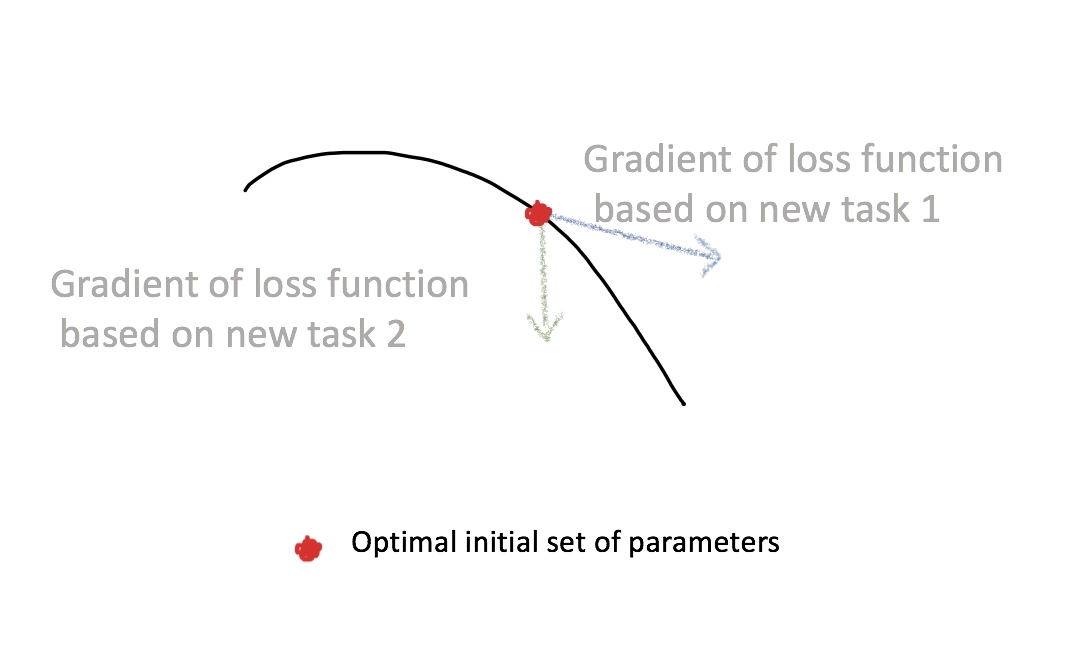 Gradient of loss function
based on new task 1
Gradient of loss function
based on new task 2
Optimal initial set of parameters